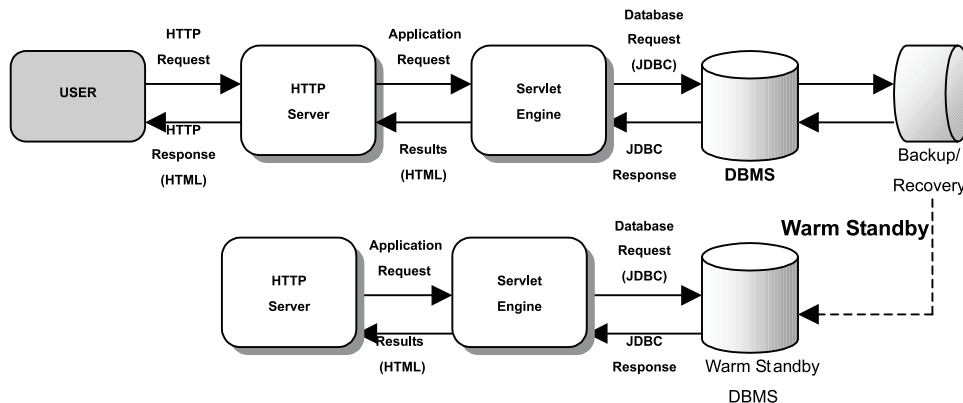 HTTP
Request
USER
HTTP
Response
(HTML)
HTTP
Server
Application
Request
Results
(HTML)
Servlet
Engine
Database
Request
(JDBC)
JDBC
Response
DBMS
Backup/
Recovery
Warm Standby
HTTP
Server
Application
Request
Results
(HTML)
Servlet
Engine
Database
Request
(JDBC)
JDBC
Response
Warm Standby
DBMS